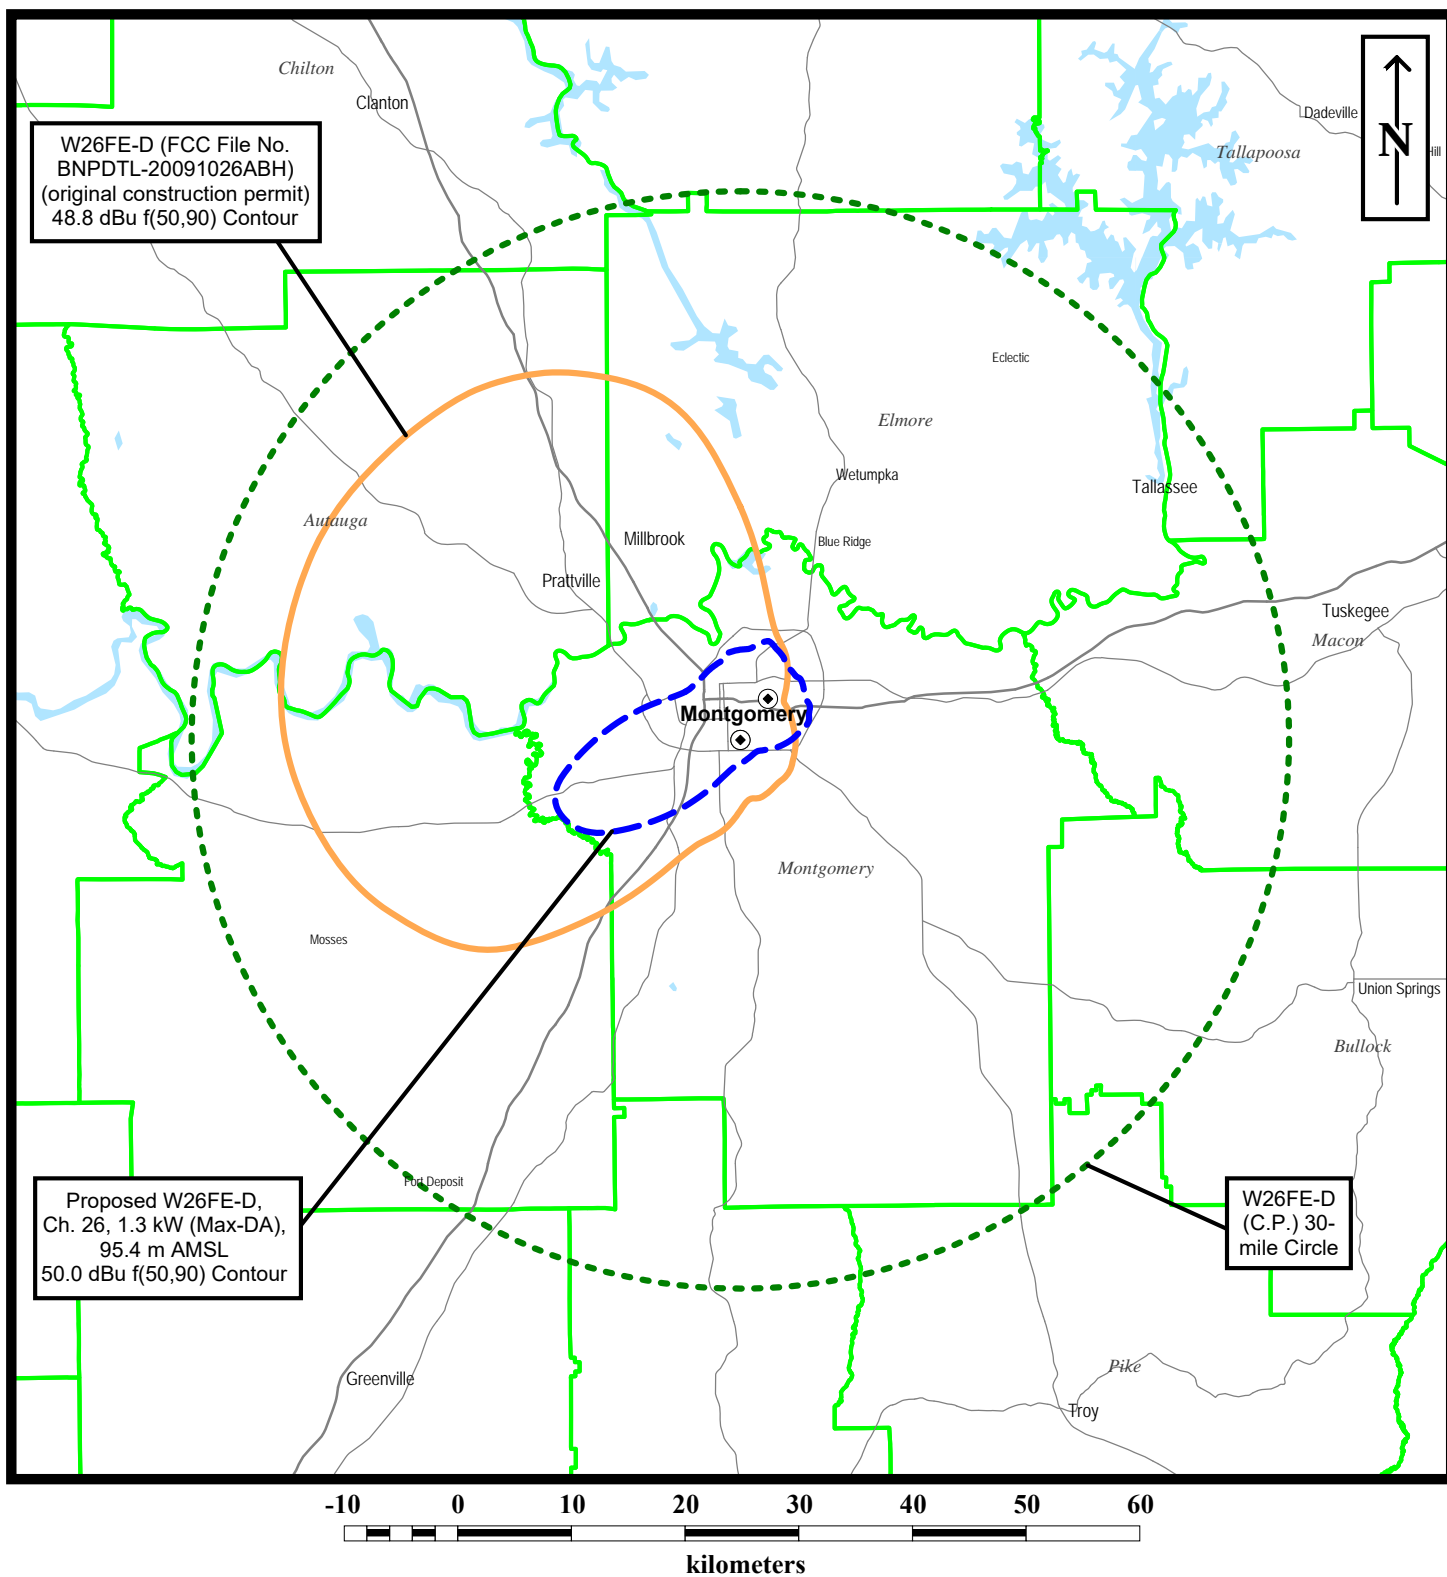 Chilton
Clanton
Dadeville
Tallapoosa
Hill
N
W26FE-D (FCC File No.
BNPDTL-20091026ABH)
(original construction permit)
48.8 dBu f(50,90) Contour
Eclectic
Elmore
Wetumpka
Tallassee
Autauga
Millbrook
Blue Ridge
Prattville
Tuskegee
Macon
Montgomery
Montgomery
Mosses
Union Springs
Bullock
Fort Deposit
Proposed W26FE-D,
Ch. 26, 1.3 kW (Max-DA),
95.4 m AMSL
50.0 dBu f(50,90) Contour
W26FE-D
(C.P.) 30-
mile Circle
Greenville
Pike
Troy
-10 0 10 20 30 40 50 60
kilometers